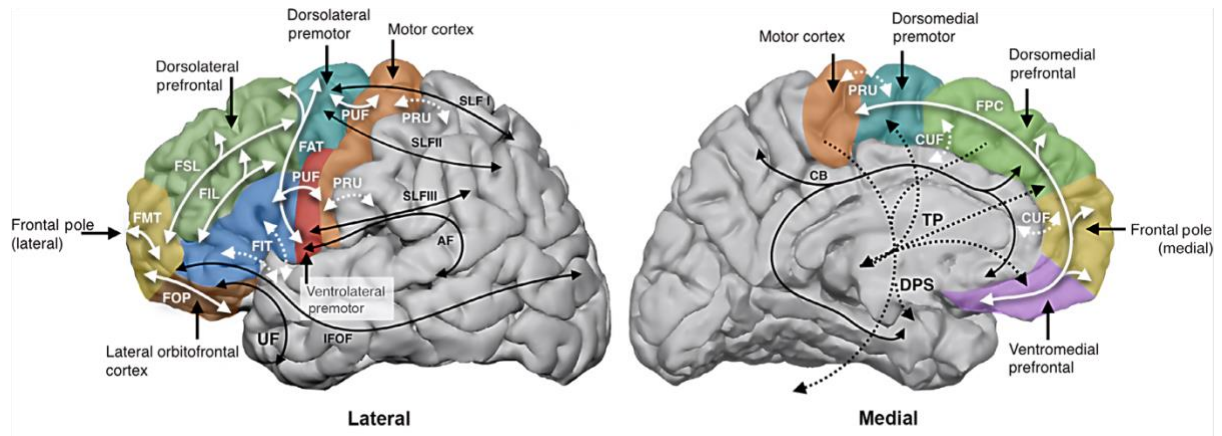 Dorsolateral
premotor
Motor cortex
Dorsolateral
prefrontal
SLF I
PUF
PRU
SLFII
FAT
FSL
FIL
PUF
PRU
SLFIII
FMT
Frontal pole
(lateral)
FIT
AF
FOP
Ventrolateral
premotor
UF
IFOF
Lateral orbitofrontal
cortex
Lateral
Motor cortex
Dorsomedial
premotor
Dorsomedial
prefrontal
PRU
FPC
CUF
CB
TP
CUF
Frontal pole
(medial)
DPS
Ventromedial
prefrontal
Medial